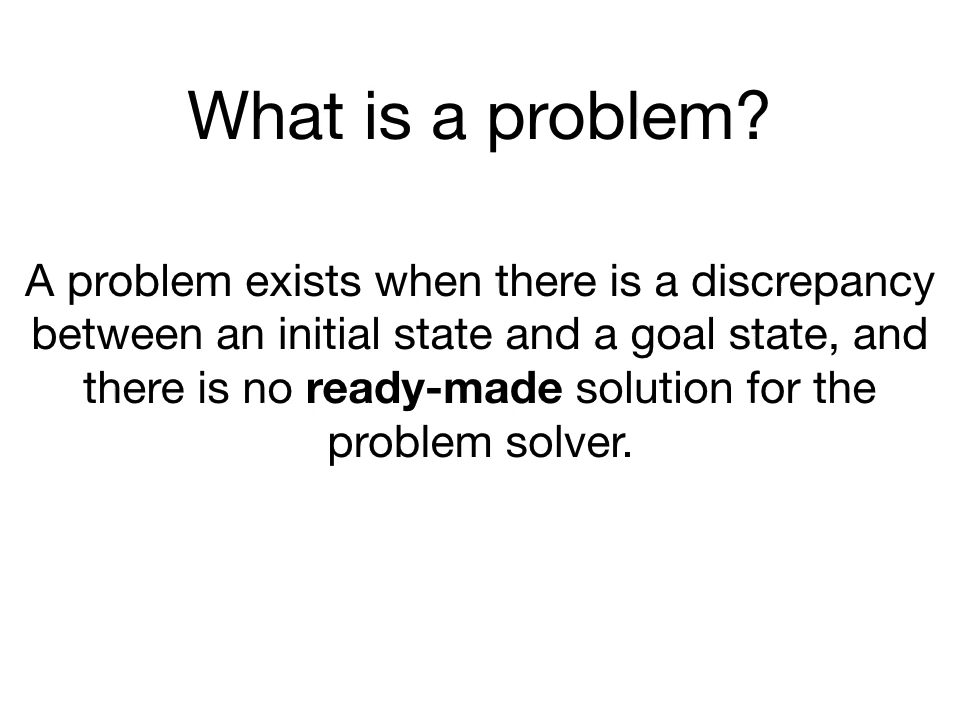 What is a problem?
A problem exists when there is a discrepancy
between an initial state and a goal state, and
there is no ready-made solution for the
problem solver.